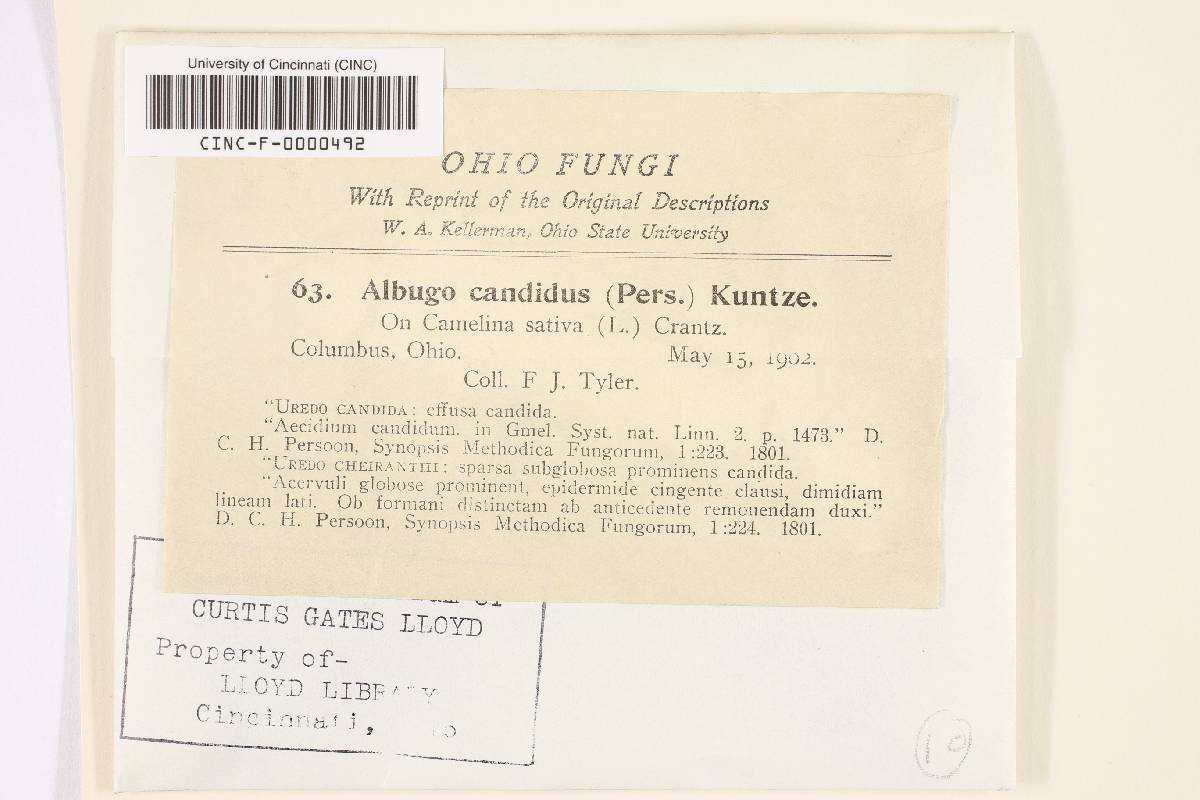 University of Cincinnati (CINC)
CINC-F-0000492
OHIO FUNGI
With Reprint of the Original Descriptions
W. A. Kellerman, Ohio State University
63. Albugo candidus (Pers.) Kuntze.
On Camelina sativa (L.) Crantz.
Columbus, Ohio. May 15, 1902.
Coll. F J. Tyler.
"UREDO CANDIDA: effusa candida.
"Aecidium candidum. in Gmel. Syst. nat. Linn. 2. p. 1473." D.
C. H. Persoon, Synopsis Methodica Fungorum, 1:223. 1801.
"UREDO CHEIRANTHI: sparsa subglobosa prominens candida.
"Acervuli globose prominent, epidermide cingente clausi, dimidiam
lineam lati. Ob formani distinctam ab anticedente remouendam duxi."
D. C. H. Persoon, Synopsis Methodica Fungorum, 1:224. 1801.
CURTIS GATES LLOYD
Property of-
LLOYD LIBRARY
Cincinnati,
10